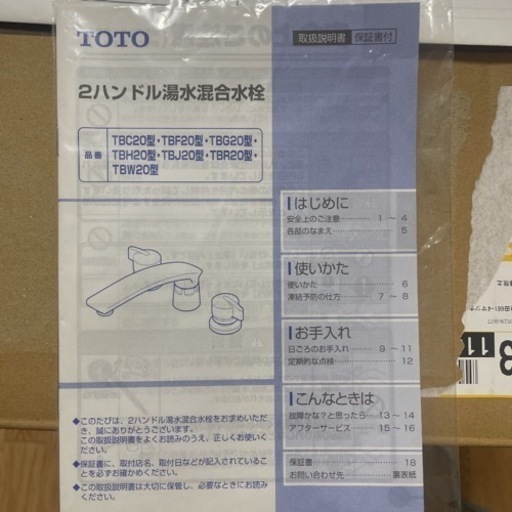 TOTO
取扱説明書 保証書付
2ハンドル湯水混合水栓
品番
TBC20型・TBF20型・TBG20型・
TBH20型・TBJ20型・TBR20型・
TBW20型
はじめに
安全上のご注意………… 1 ～ 4
各部のなまえ………… 5
使いかた
使いかた………… 6
凍結予防の仕方………… 7 ～ 8
お手入れ
日ごろのお手入れ………… 9 ～ 11
定期的な点検………… 12
こんなときは
故障かな？と思ったら…… 13 ～ 14
アフターサービス………… 15 ～ 16
保証書………… 18
お問い合わせ先………… 裏表紙
◆このたびは、2ハンドル湯水混合水栓をお求めいただ
き、誠にありがとうございます。
この取扱説明書をよくお読みのうえ、正しくお使いく
ださい。
◆保証書に、取付店名、取付日などが記入されているこ
とを必ずお確かめください。
◆この取扱説明書は大切に保管し、必要なときにお読み
ください。
11